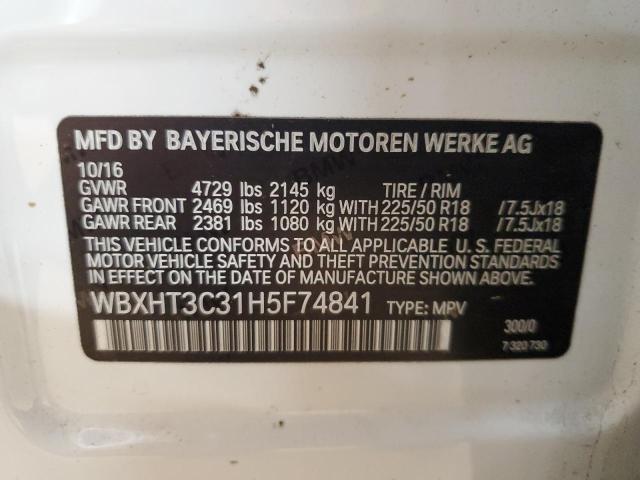 MFD BY BAYERISCHE MOTOREN WERKE AG
10/16
GVWR 4729 lbs 2145 kg TIRE / RIM
GAWR FRONT 2469 lbs 1120 kg WITH 225/50 R18 /7.5Jx18
GAWR REAR 2381 lbs 1080 kg WITH 225/50 R18 /7.5Jx18
THIS VEHICLE CONFORMS TO ALL APPLICABLE U. S. FEDERAL
MOTOR VEHICLE SAFETY AND THEFT PREVENTION STANDARDS
IN EFFECT ON THE DATE OF MANUFACTURE SHOWN ABOVE.
WBXHT3C31H5F74841 TYPE: MPV
300/0
7 320 730